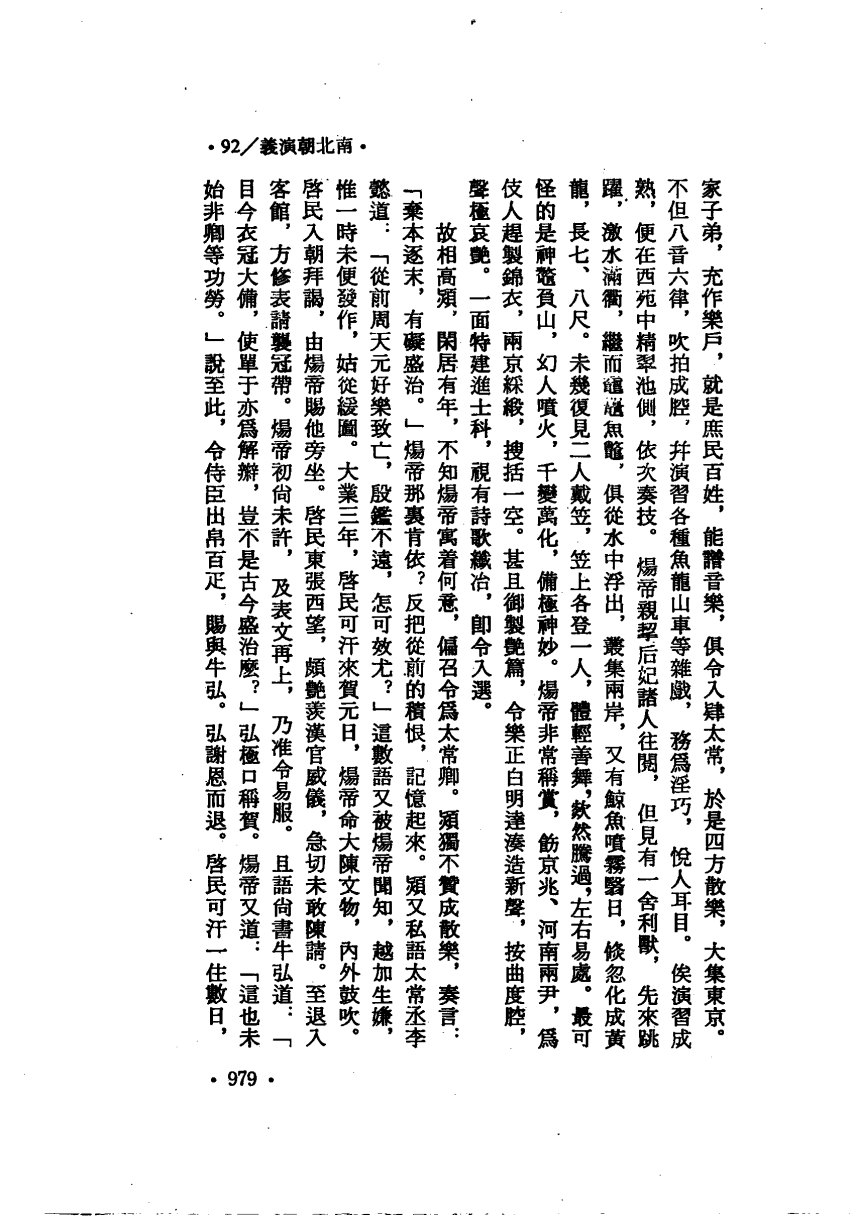 ·92/義演朝北南·
家子弟，充作樂戶，就是庶民百姓，能譜音樂，俱令入肄太常，於是四方散樂，大集東京。
不但八音六律，吹拍成腔，幷演習各種魚龍山車等雜戲，務爲淫巧，悅人耳目。俟演習成
熟，便在西苑中精翠池側，依次奏技。煬帝親挈后妃諸人往閱，但見有一舍利獸，先來跳
躍，激水滿衢，繼而黿鼉魚鼈，俱從水中浮出，叢集兩岸，又有鯨魚噴霧翳日，倏忽化成黃
龍，長七、八尺。未幾復見二人戴笠，笠上各登一人，體輕善舞，欻然騰過，左右易處。最可
怪的是神鼇負山，幻人噴火，千變萬化，備極神妙。煬帝非常稱賞，飭京兆、河南兩尹，爲
伎人趕製錦衣，兩京綵緞，搜括一空。甚且御製艷篇，令樂正白明達湊造新聲，按曲度腔，
聲極哀艷。一面特建進士科，視有詩歌纖冶，卽令入選。
故相高熲，閑居有年，不知煬帝寓着何意，偏召令爲太常卿。熲獨不贊成散樂，奏言：
「棄本逐末，有礙盛治。」煬帝那裏肯依？反把從前的積恨，記憶起來。熲又私語太常丞李
懿道：「從前周天元好樂致亡，殷鑑不遠，怎可效尤？」這數語又被煬帝聞知，越加生嫌，
惟一時未便發作，姑從緩圖。大業三年，啓民可汗來賀元日，煬帝命大陳文物，內外鼓吹。
啓民入朝拜謁，由煬帝賜他旁坐。啓民東張西望，頗艷羨漢官威儀，急切未敢陳請。至退入
客館，方修表請襲冠帶。煬帝初尙未許，及表文再上，乃准令易服。且語尙書牛弘道：「
目今衣冠大備，使單于亦爲解辮，豈不是古今盛治麽？」弘極口稱賀。煬帝又道：「這也未
始非卿等功勞。」說至此，令侍臣出帛百疋，賜與牛弘。弘謝恩而退。啓民可汗一住數日，
·979·